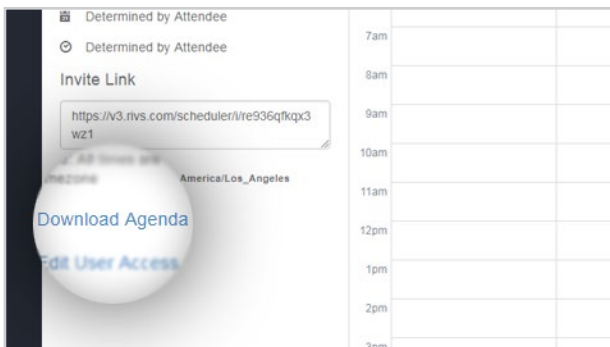 Determined by Attendee
Determined by Attendee
Invite Link
https://v3.rivs.com/scheduler/i/re936qfkqx3
wz1
All times are
America/Los_Angeles
Download Agenda
Edit User Access
7am
8am
9am
10am
11am
12pm
1pm
2pm
3pm